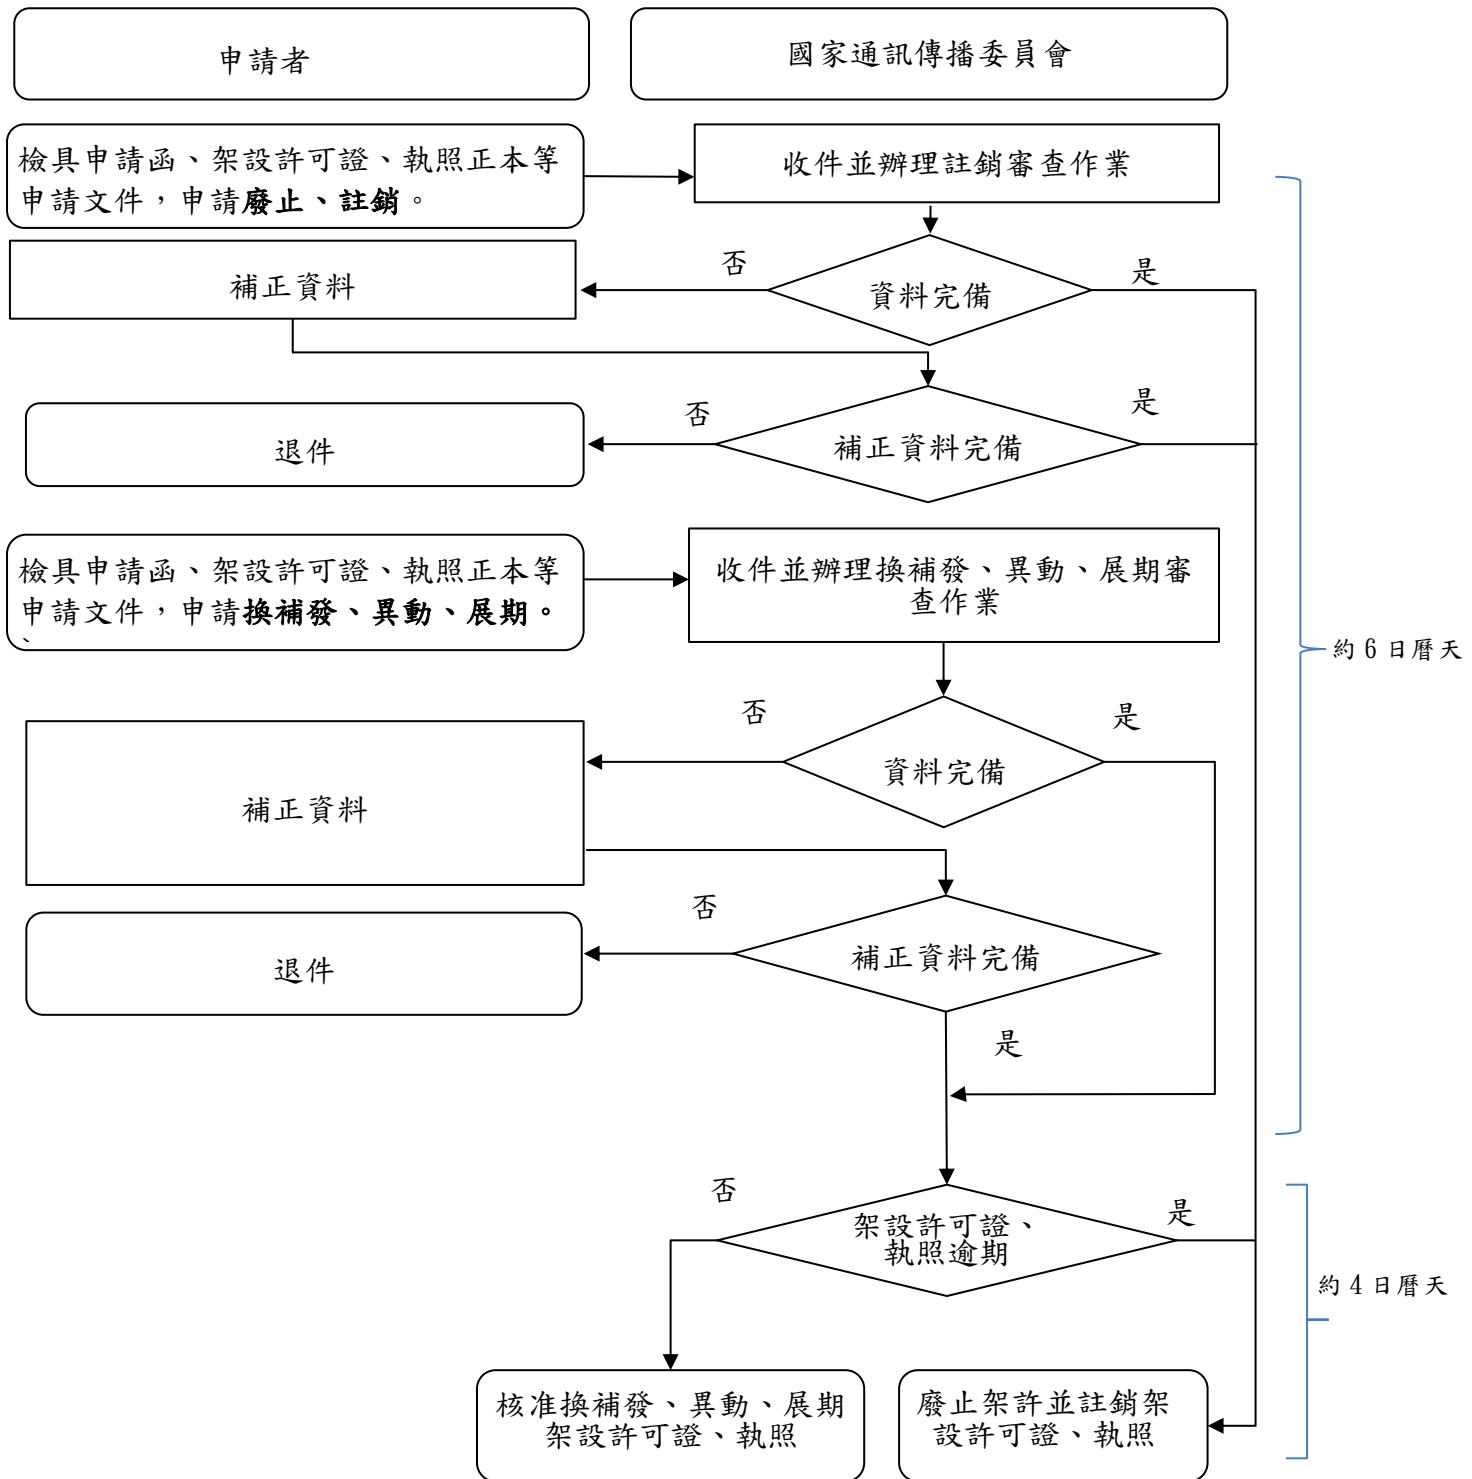 申請者
國家通訊傳播委員會
檢具申請函、架設許可證、執照正本等
申請文件，申請廢止、註銷。
收件並辦理註銷審查作業
否
是
補正資料
資料完備
否
是
退件
補正資料完備
檢具申請函、架設許可證、執照正本等
申請文件，申請換補發、異動、展期。
收件並辦理換補發、異動、展期審
查作業
約 6 日曆天
否
是
補正資料
資料完備
否
退件
補正資料完備
是
否
是
架設許可證、
執照逾期
約 4 日曆天
核准換補發、異動、展期
架設許可證、執照
廢止架許並註銷架
設許可證、執照